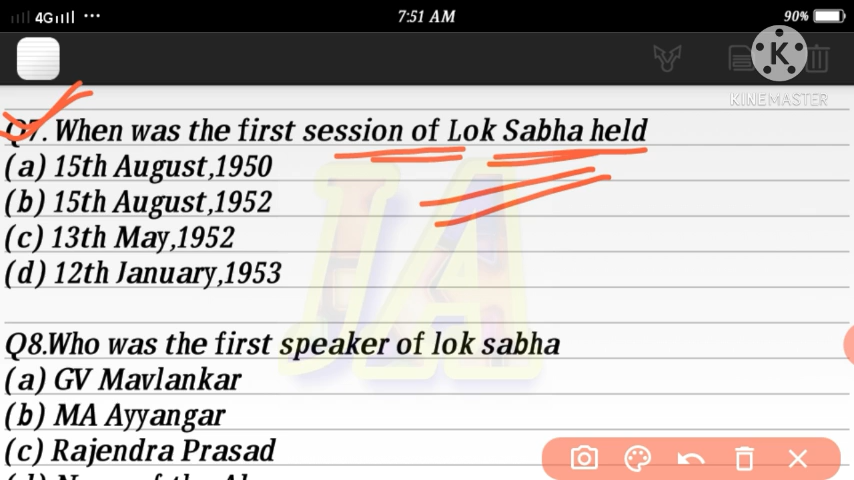 4G
7:51 AM
90%
K
KINEMASTER
Q7. When was the first session of Lok Sabha held
(a) 15th August,1950
(b) 15th August,1952
(c) 13th May,1952
(d) 12th January,1953
JA
Q8.Who was the first speaker of lok sabha
(a) GV Mavlankar
(b) MA Ayyangar
(c) Rajendra Prasad